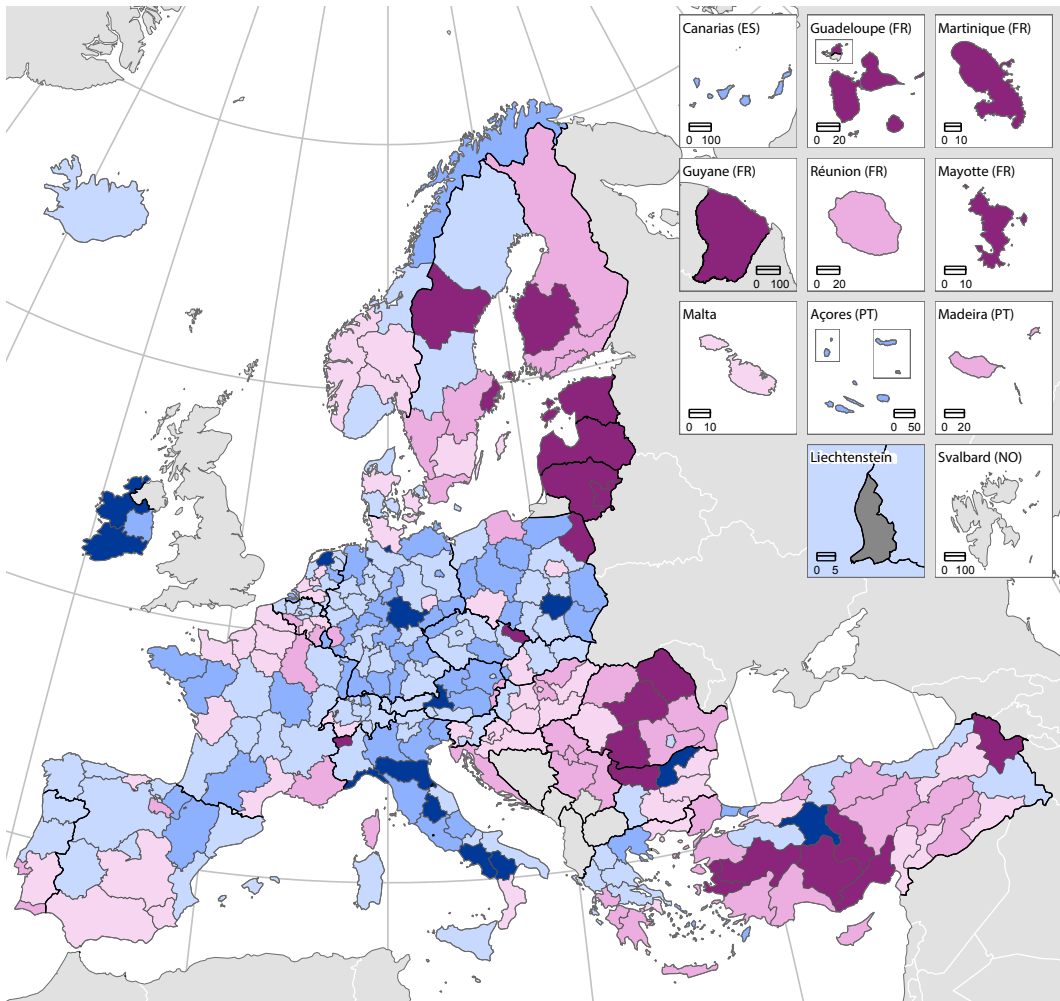 Canarias (ES)
0 100
Guadeloupe (FR)
0 20
Martinique (FR)
0 10
Guyane (FR)
0 100
Réunion (FR)
0 20
Mayotte (FR)
0 10
Malta
0 10
Açores (PT)
0 50
Madeira (PT)
0 20
Liechtenstein
0 5
Svalbard (NO)
0 100